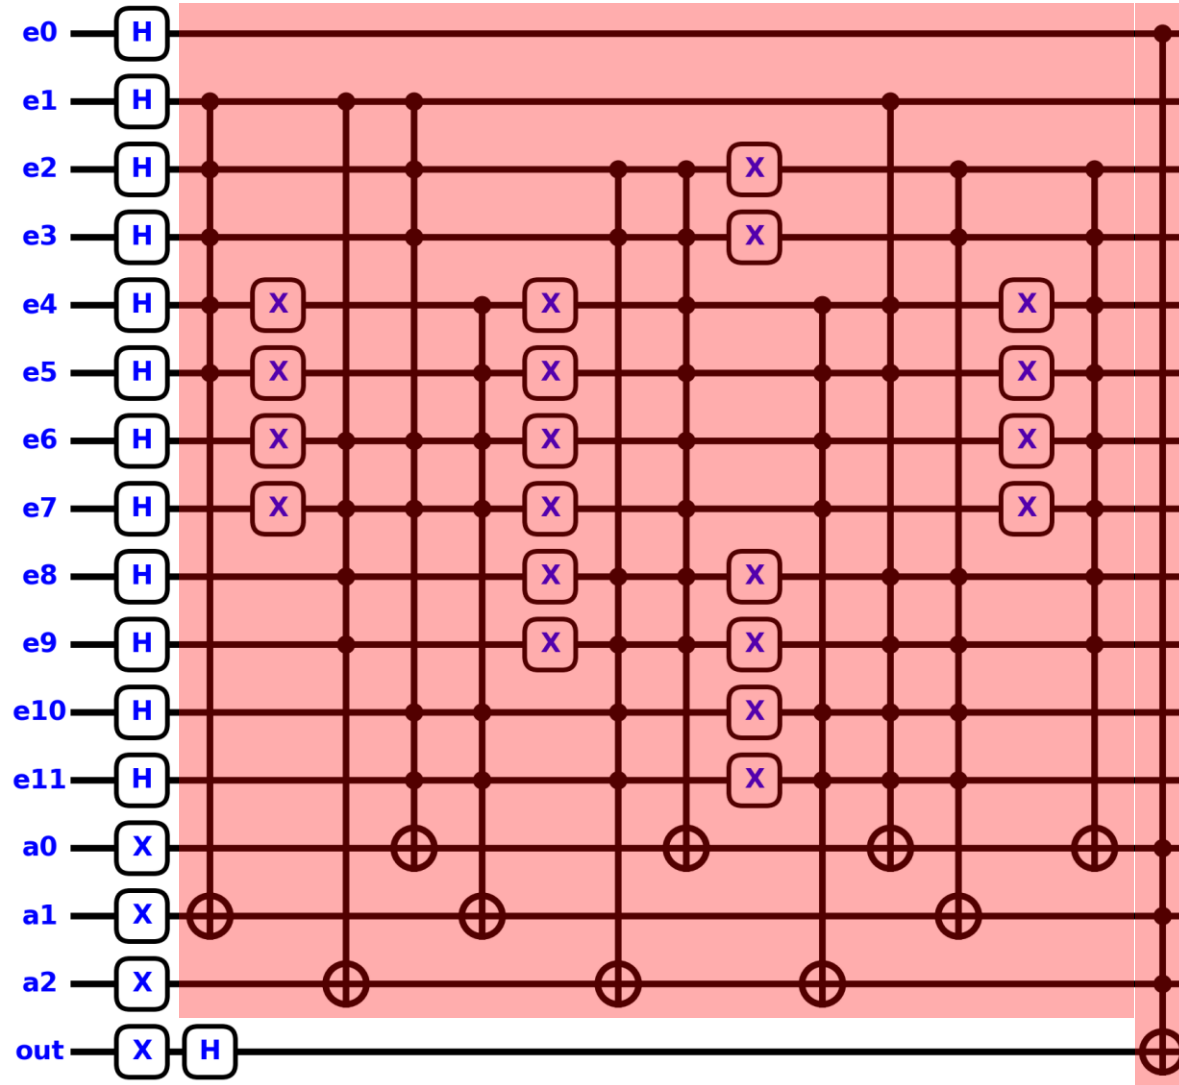 e0 H
e1 H
e2 H X
e3 H X
e4 H X X X
e5 H X X X
e6 H X X X
e7 H X X X
e8 H X X
e9 H X X
e10 H X
e11 H X
a0 X
a1 X
a2 X
out X H